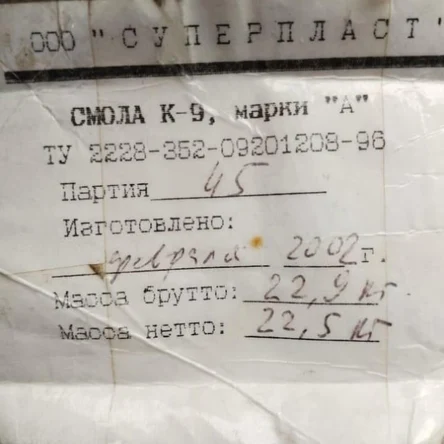 ООО "СУПЕРПЛАСТ"
СМОЛА К-9, марки "А"
ТУ 2228-352-09201208-96
Партия 45
Изготовлено:
февраля 2002 г.
Масса брутто: 22,9 кг
Масса нетто: 22,5 кг